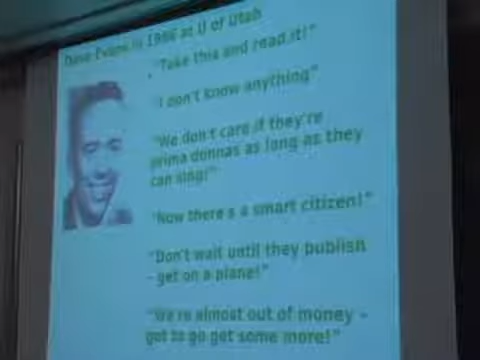 Dave Evans in 1966 at U of Utah
"Take this and read it!"
"I don't know anything"
"We don't care if they're
prima donnas as long as they
can sing!"
"Now there's a smart citizen!"
"Don't wait until they publish
- get on a plane!"
"We're almost out of money -
got to go get some more!"